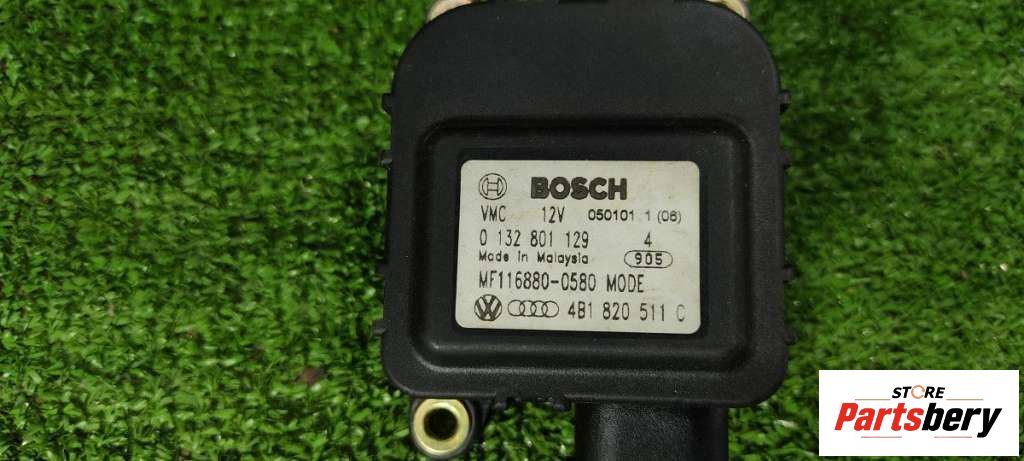 BOSCH
VMC 12V 050101 1 (06)
0 132 801 129 4
Made in Malaysia 905
MF116880-0580 MODE
4B1 820 511 C
STORE
Partsbery